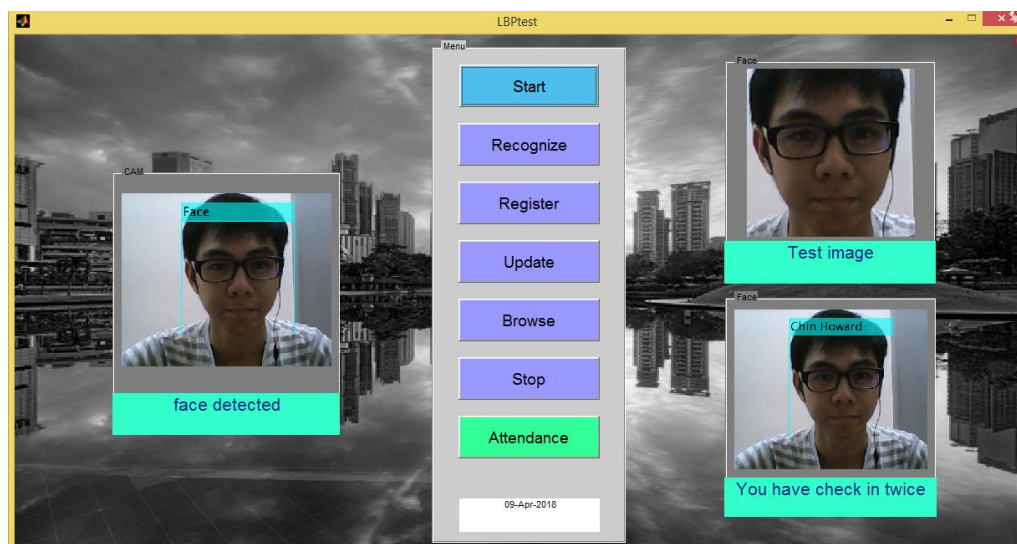 LBPtest
Menu
Start
Recognize
Register
Update
Browse
Stop
Attendance
09-Apr-2018
CAM
Face
face detected
Face
Test image
Face
Chin Howard
You have check in twice